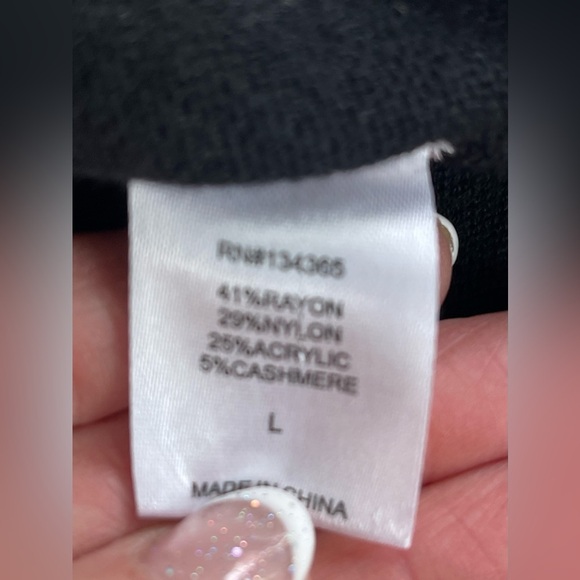 RN#134365
41%RAYON
29%NYLON
25%ACRYLIC
5%CASHMERE
L
MADE IN CHINA